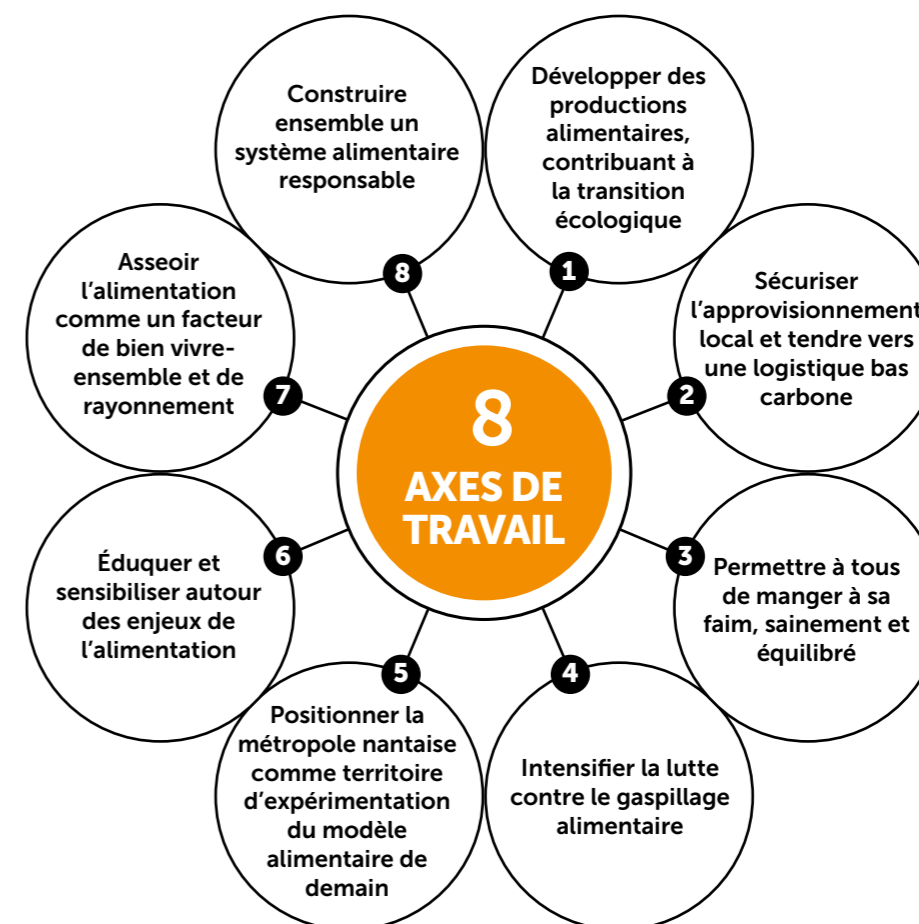 8
AXES DE
TRAVAIL
1
Développer des
productions
alimentaires,
contribuant à
la transition
écologique
2
Sécuriser
l'approvisionnement
local et tendre vers
une logistique bas
carbone
3
Permettre à tous
de manger à sa
faim, sainement et
équilibré
4
Intensifier la lutte
contre le gaspillage
alimentaire
5
Positionner la
métropole nantaise
comme territoire
d'expérimentation
du modèle
alimentaire de
demain
6
Éduquer et
sensibiliser autour
des enjeux de
l'alimentation
7
Asseoir
l'alimentation
comme un facteur
de bien vivre-
ensemble et de
rayonnement
8
Construire
ensemble un
système alimentaire
responsable